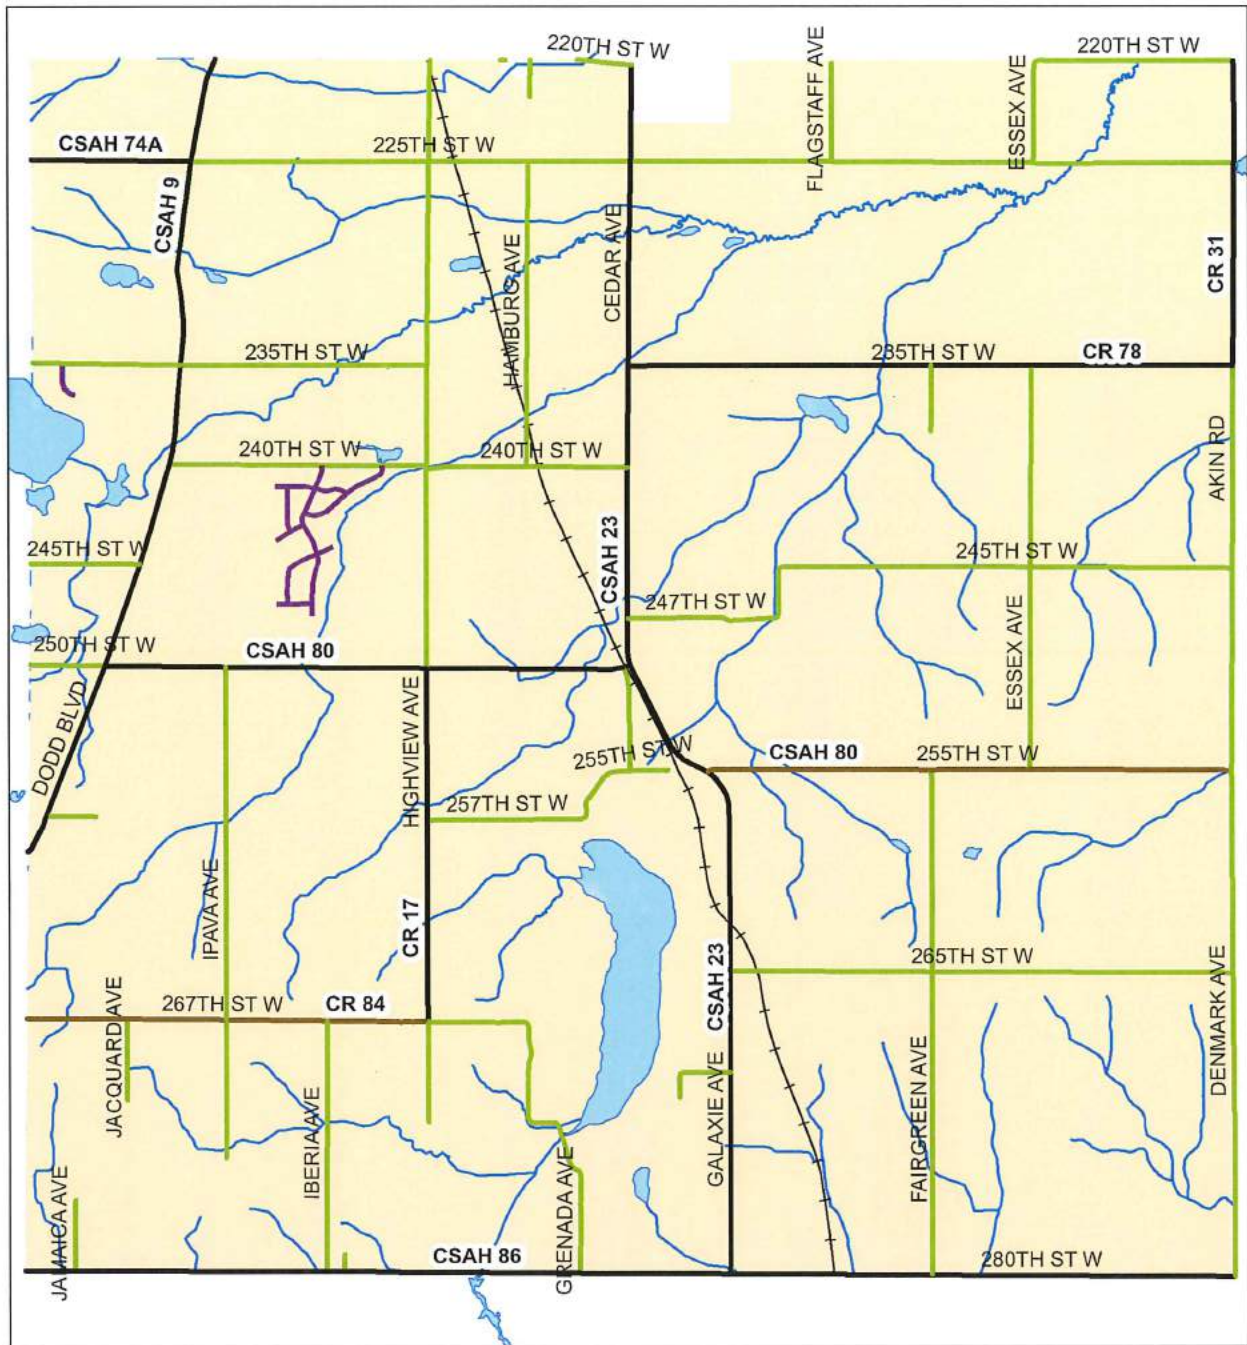 220TH ST W
220TH ST W
FLAGSTAFF AVE
ESSEX AVE
CSAH 74A
225TH ST W
CSAH 9
HAMBURG AVE
CEDAR AVE
CR 31
235TH ST W
235TH ST W
CR 78
240TH ST W
240TH ST W
AKIN RD
245TH ST W
CSAH 23
245TH ST W
247TH ST W
250TH ST W
CSAH 80
ESSEX AVE
DODD BLVD
HIGHVIEW AVE
255TH ST W
CSAH 80
255TH ST W
257TH ST W
IPAVA AVE
CR 17
265TH ST W
CSAH 23
267TH ST W
CR 84
JACQUARD AVE
DENMARK AVE
IBERIA AVE
GALAXIE AVE
FAIRGREEN AVE
JAMAICA AVE
GRENADA AVE
CSAH 86
280TH ST W